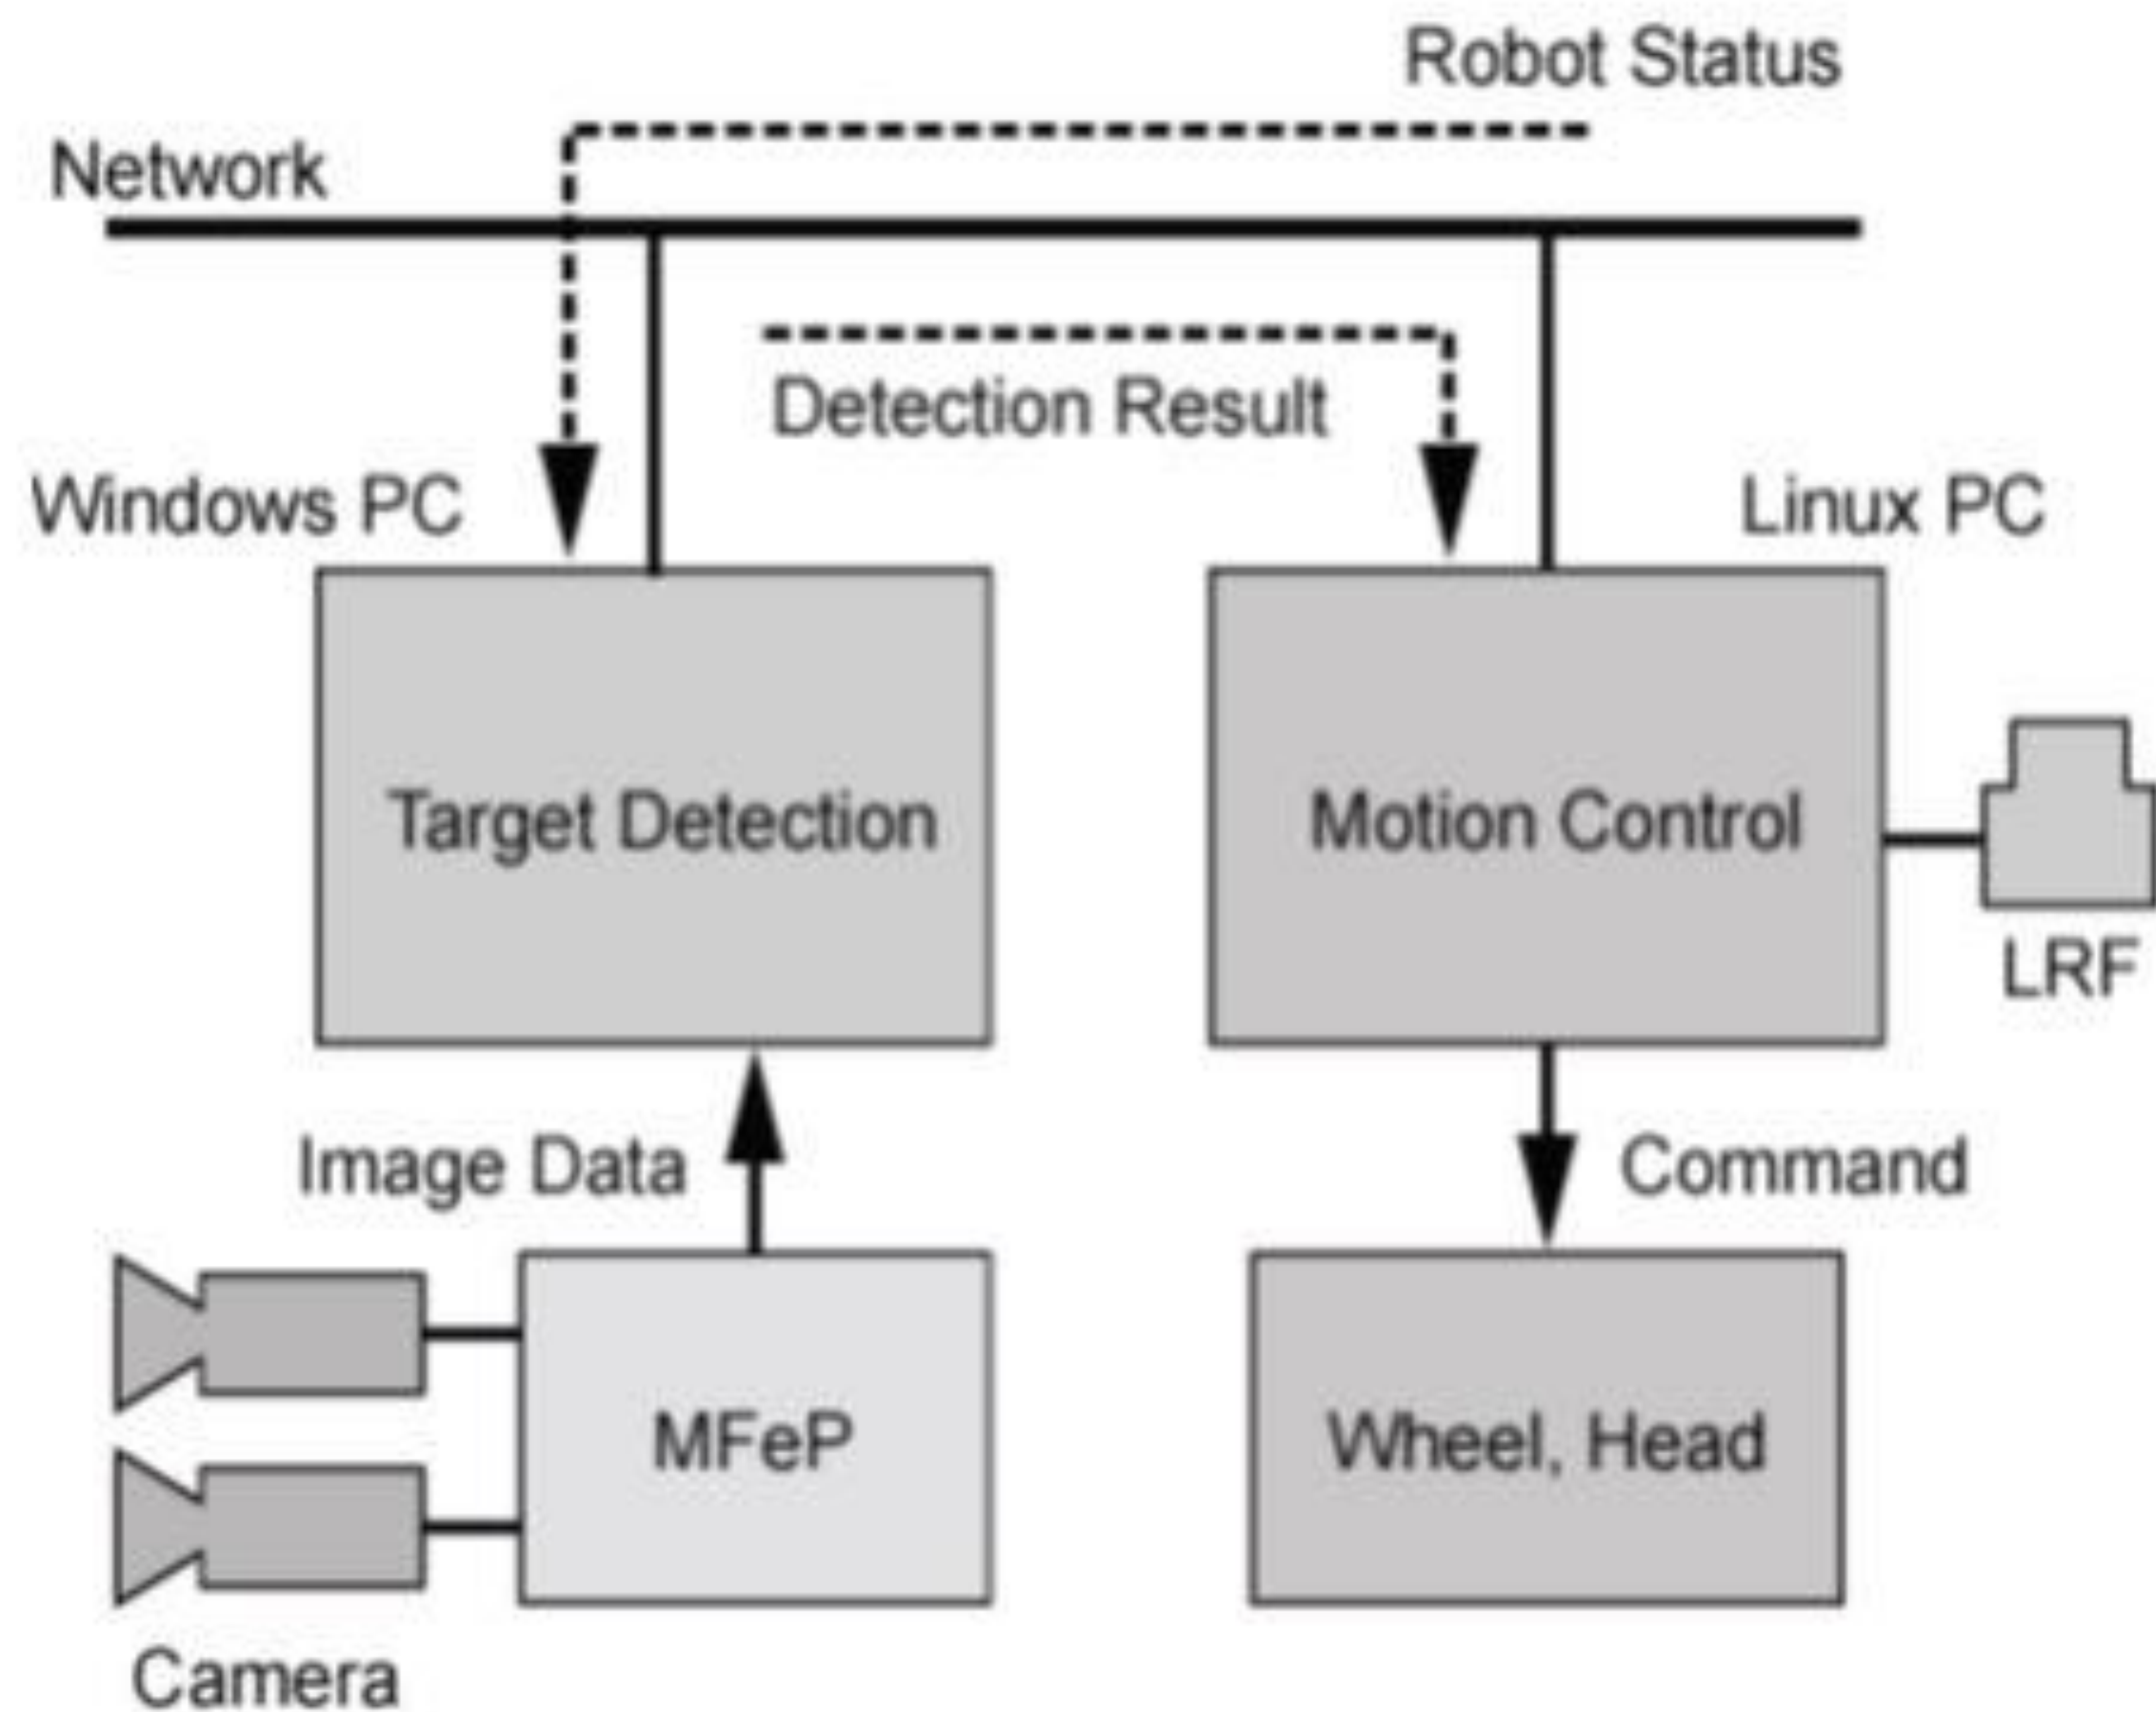 Robot Status
Network
Detection Result
Windows PC
Linux PC
Target Detection
Motion Control
LRF
Image Data
Command
MFeP
Wheel, Head
Camera